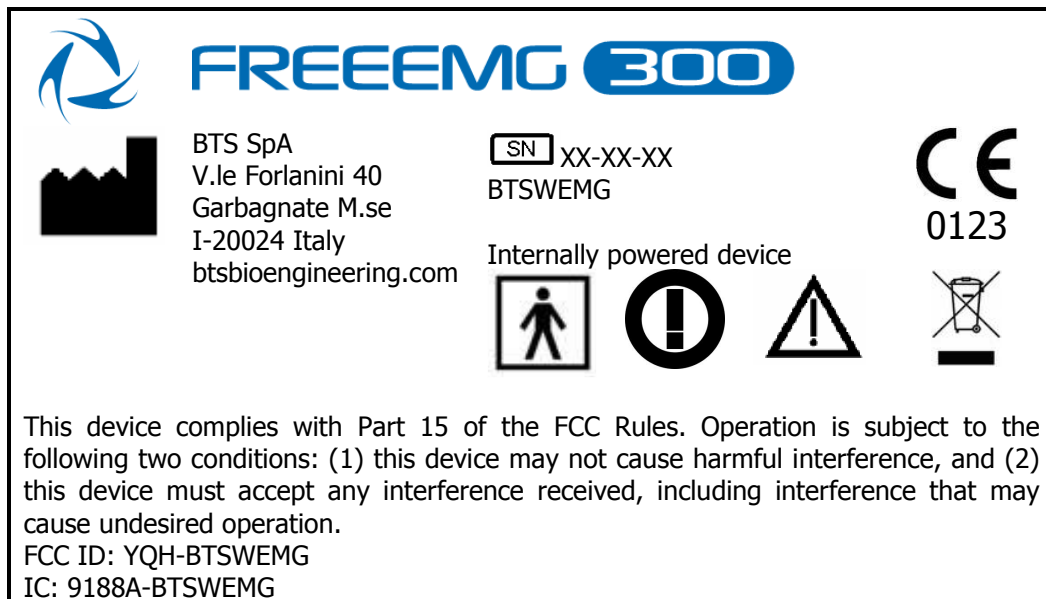 FREEEMG 300
BTS SpA
V.le Forlanini 40
Garbagnate M.se
I-20024 Italy
btsbioengineering.com
SN XX-XX-XX
BTSWEMG
Internally powered device
CE
0123
This device complies with Part 15 of the FCC Rules. Operation is subject to the
following two conditions: (1) this device may not cause harmful interference, and (2)
this device must accept any interference received, including interference that may
cause undesired operation.
FCC ID: YQH-BTSWEMG
IC: 9188A-BTSWEMG